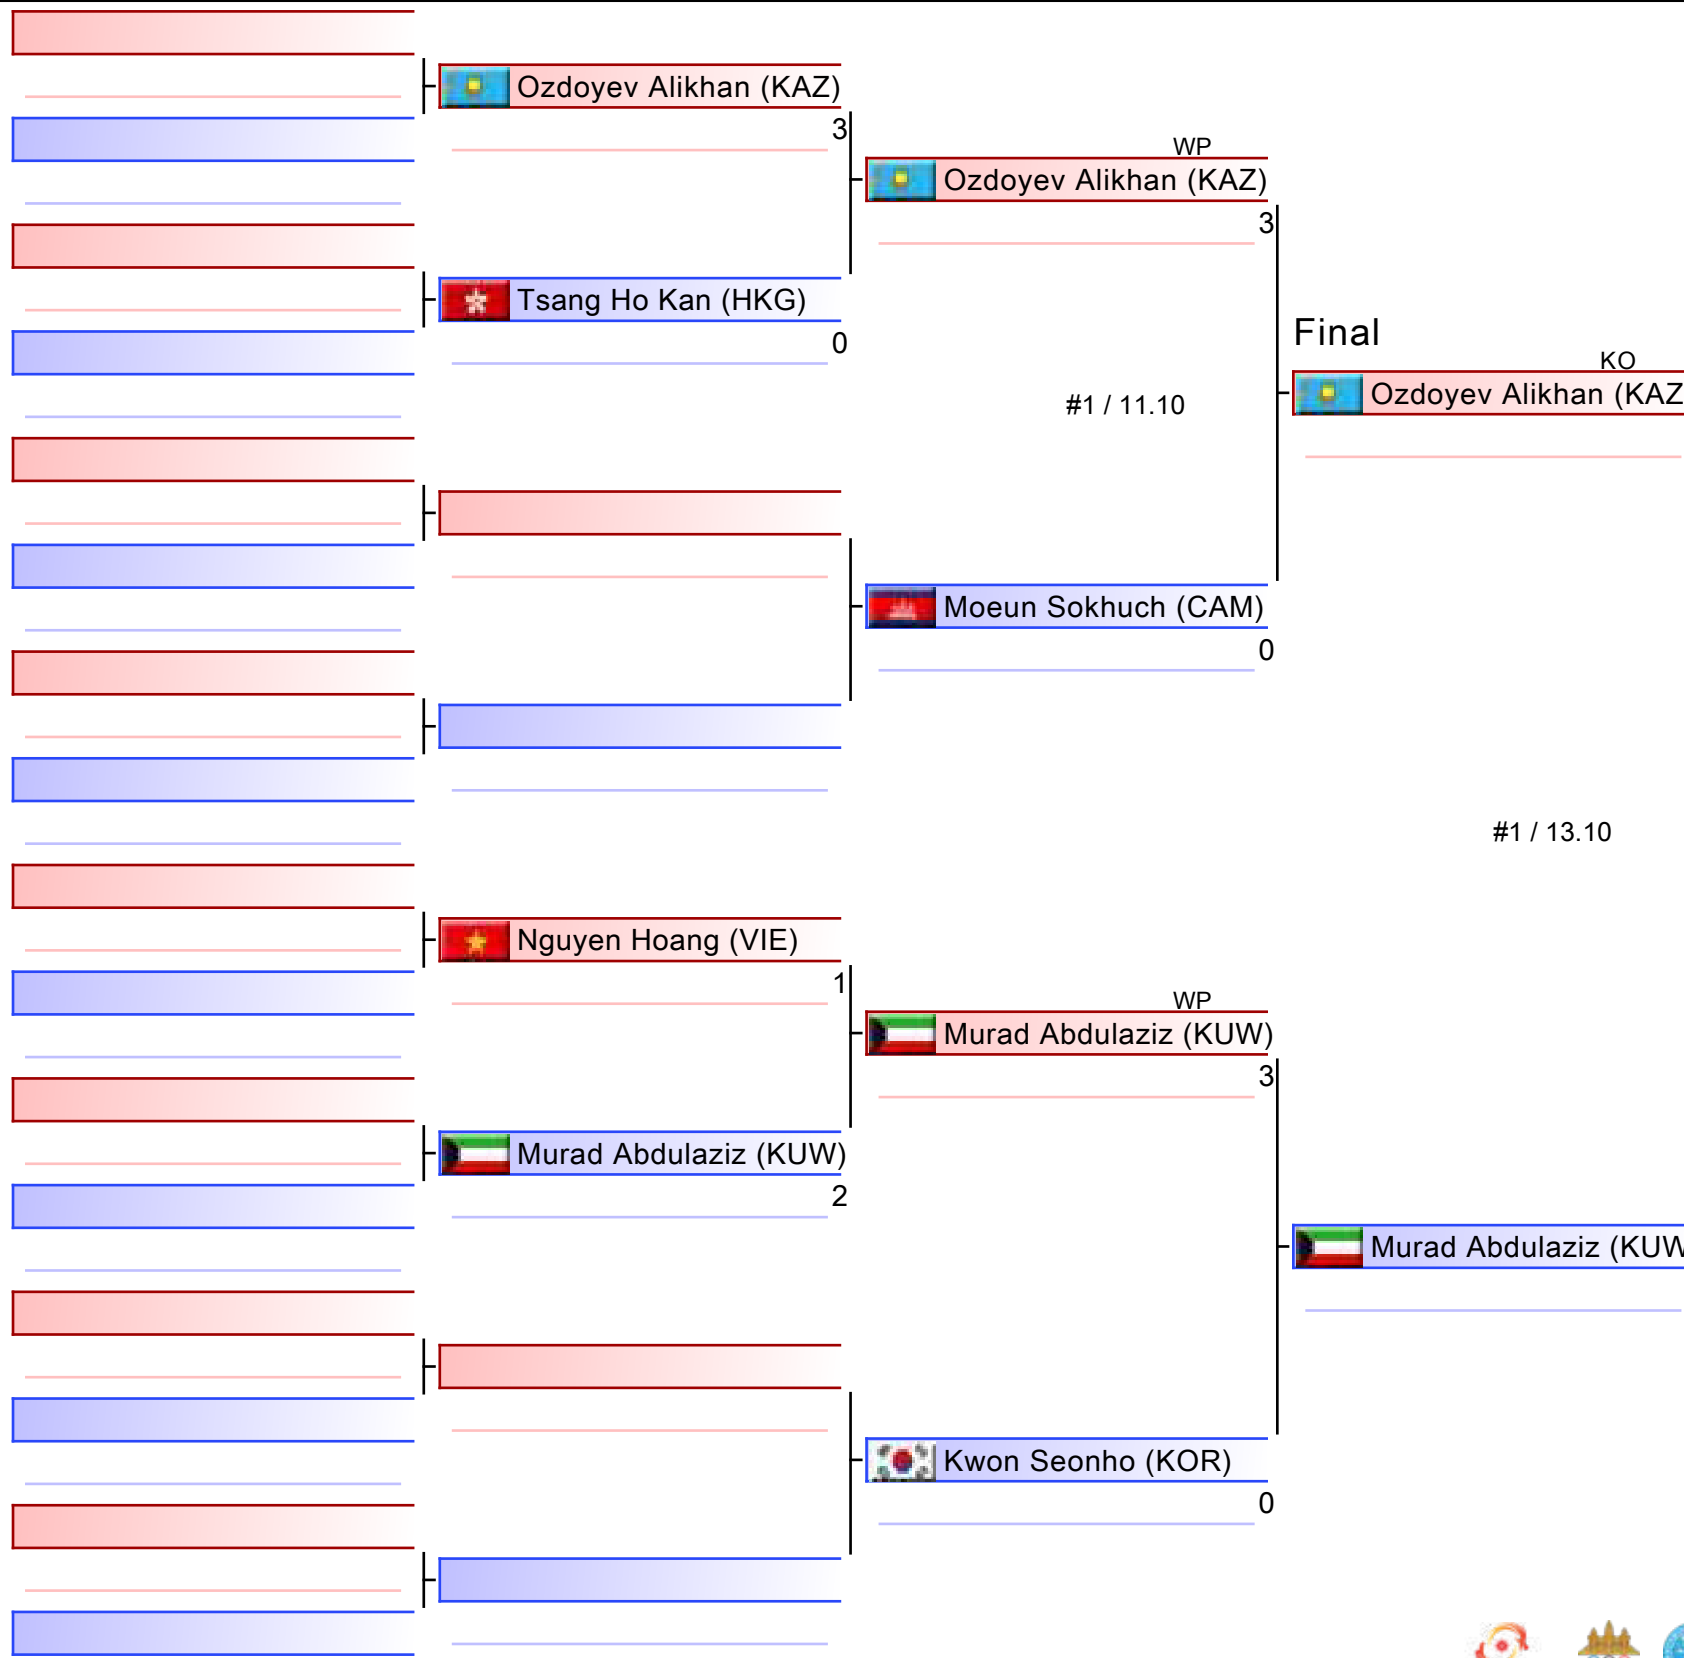 Ozdoyev Alikhan (KAZ)
3
WP
Ozdoyev Alikhan (KAZ)
3
Tsang Ho Kan (HKG)
0
Final
KO
Ozdoyev Alikhan (KAZ
#1 / 11.10
Moeun Sokhuch (CAM)
0
#1 / 13.10
Nguyen Hoang (VIE)
1
WP
Murad Abdulaziz (KUW)
3
Murad Abdulaziz (KUW)
2
Murad Abdulaziz (KUW
Kwon Seonho (KOR)
0